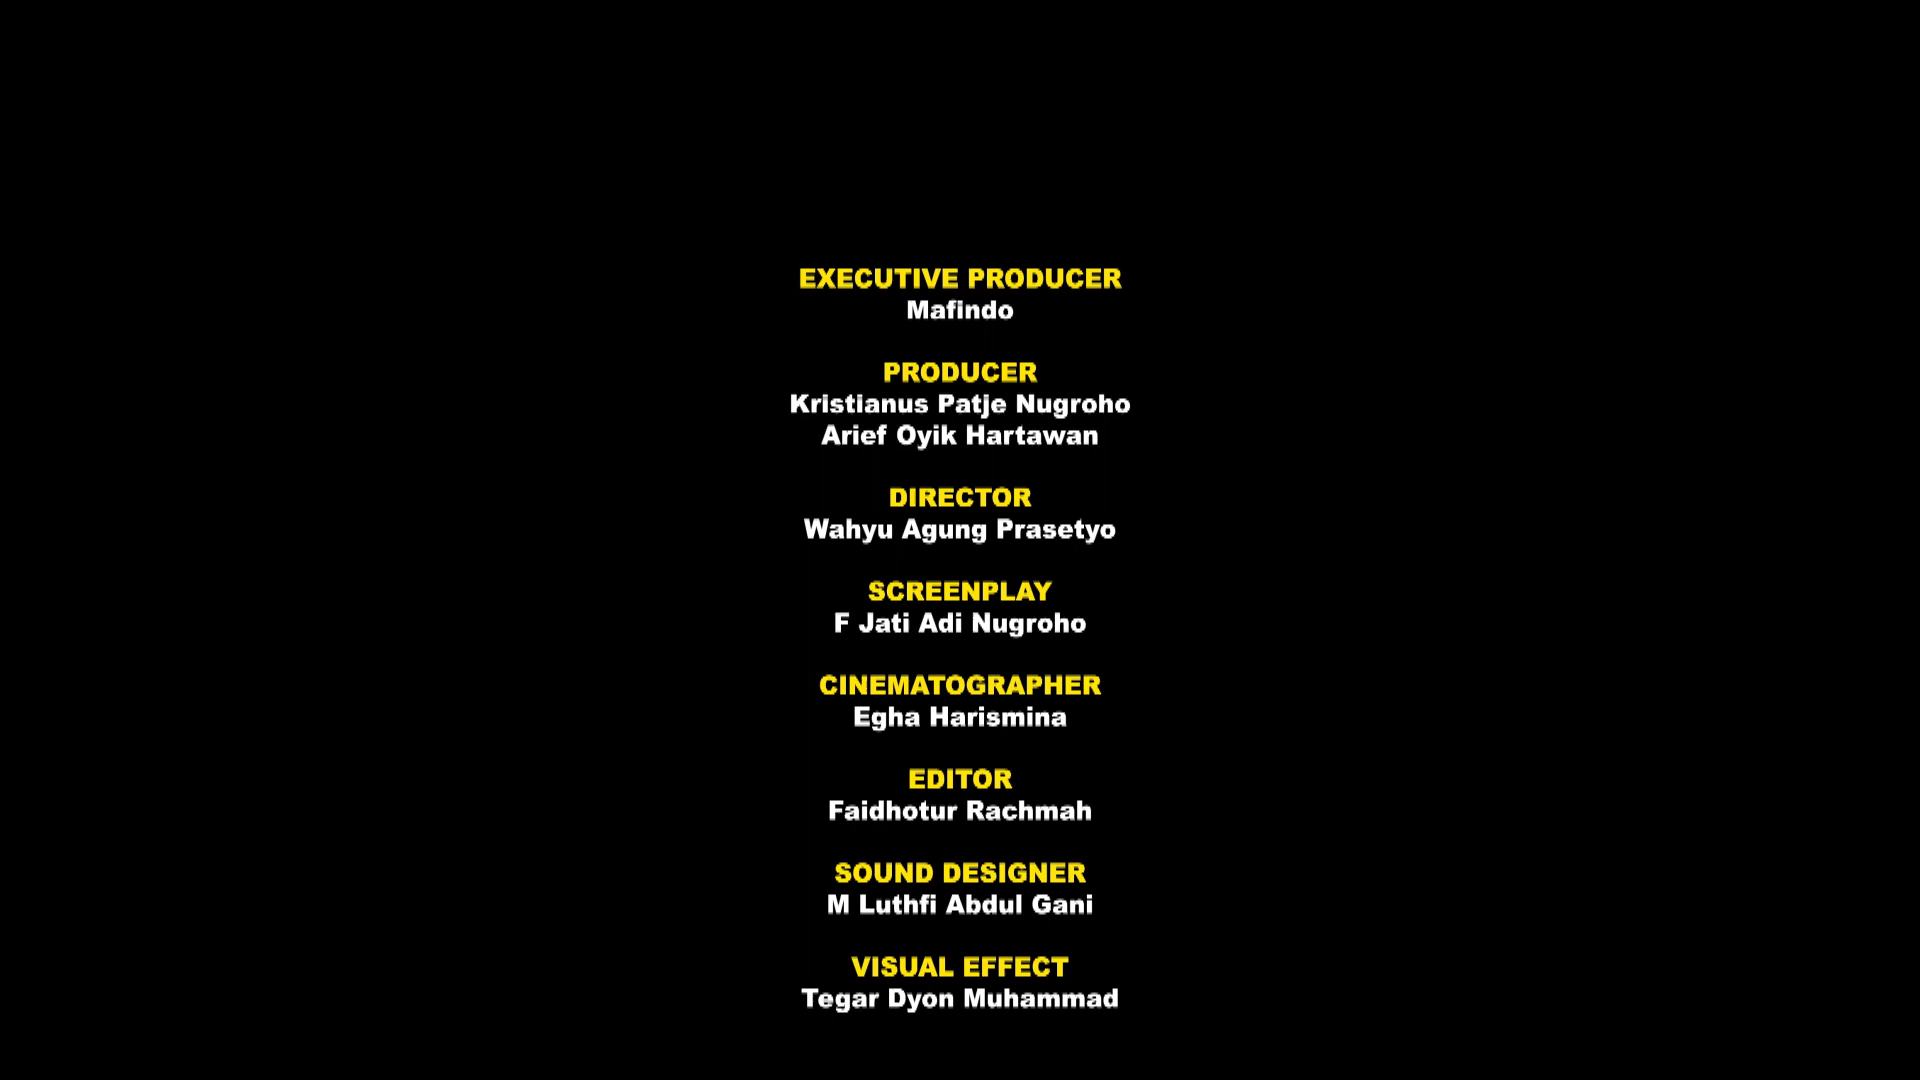 EXECUTIVE PRODUCER
Mafindo
PRODUCER
Kristianus Patje Nugroho
Arief Oyik Hartawan
DIRECTOR
Wahyu Agung Prasetyo
SCREENPLAY
F Jati Adi Nugroho
CINEMATOGRAPHER
Egha Harismina
EDITOR
Faidhotur Rachmah
SOUND DESIGNER
M Luthfi Abdul Gani
VISUAL EFFECT
Tegar Dyon Muhammad